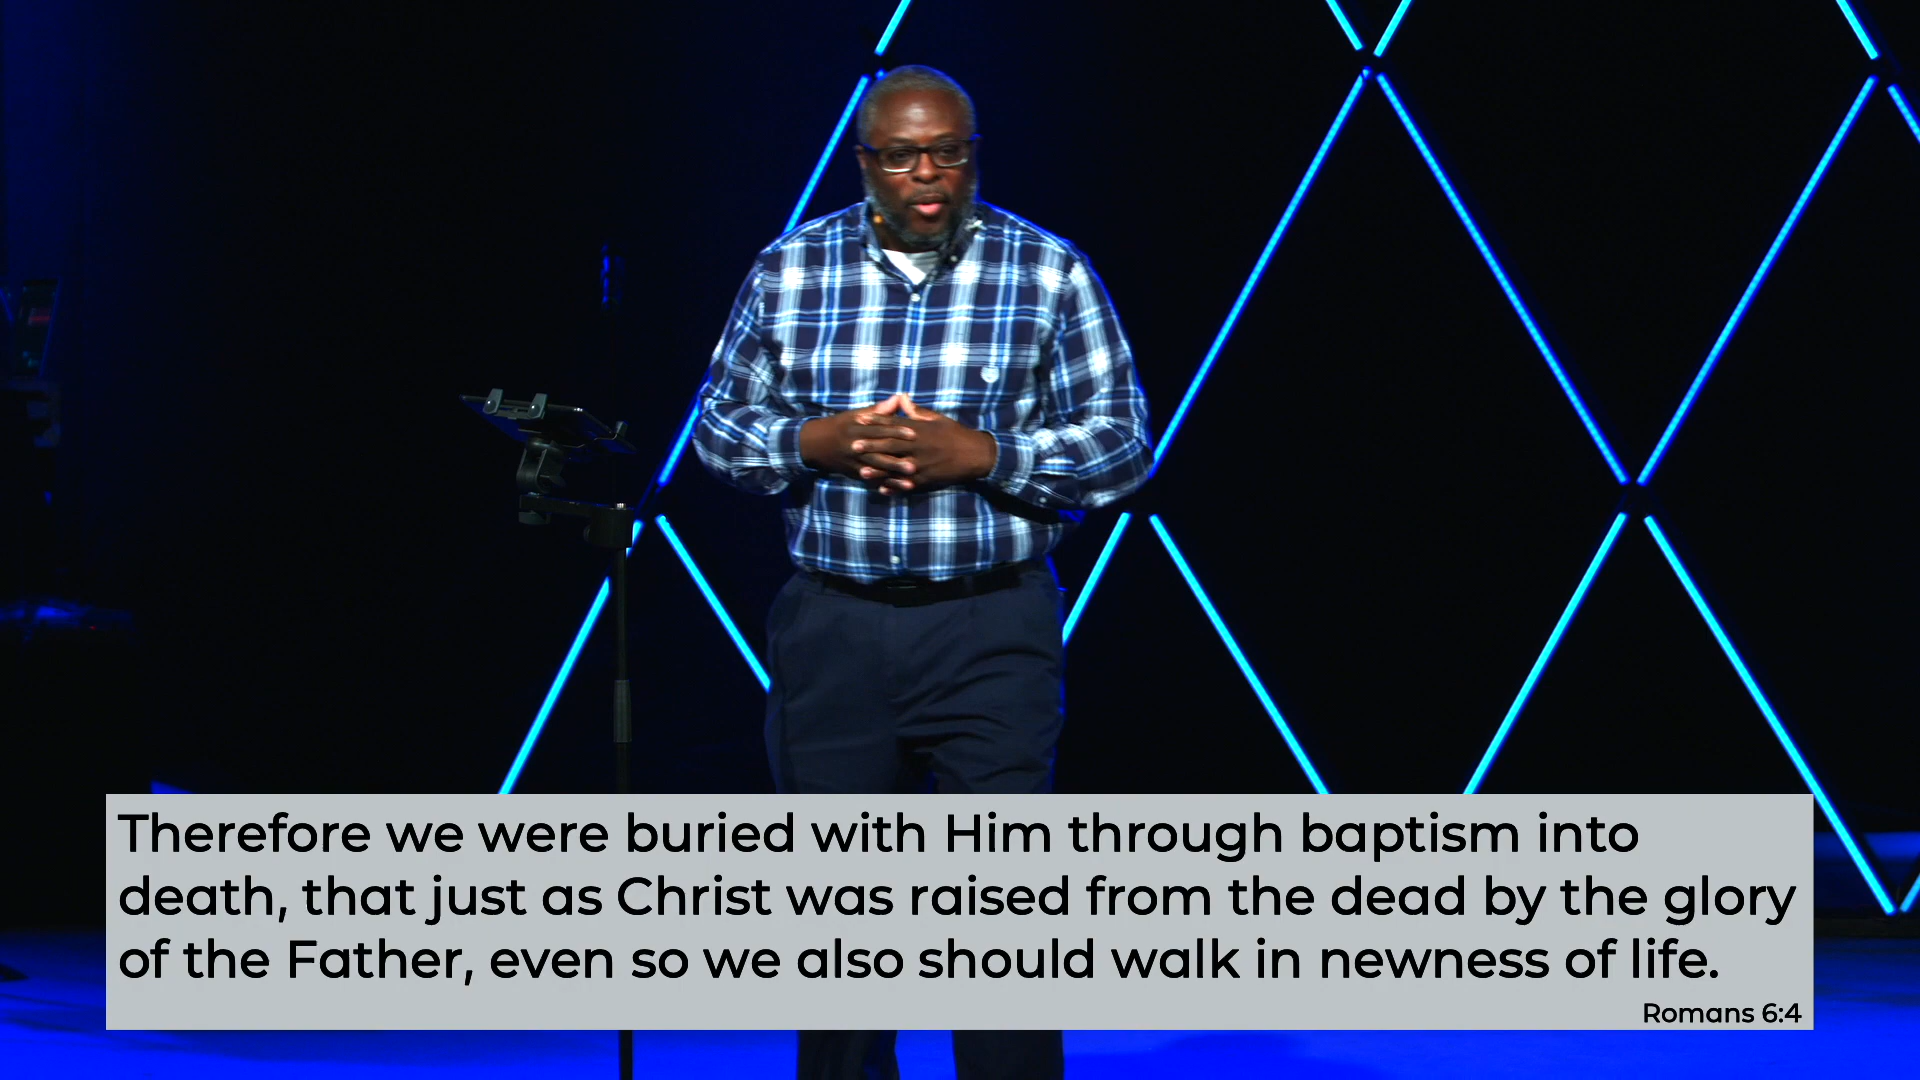 Therefore we were buried with Him through baptism into
death, that just as Christ was raised from the dead by the glory
of the Father, even so we also should walk in newness of life.
Romans 6:4